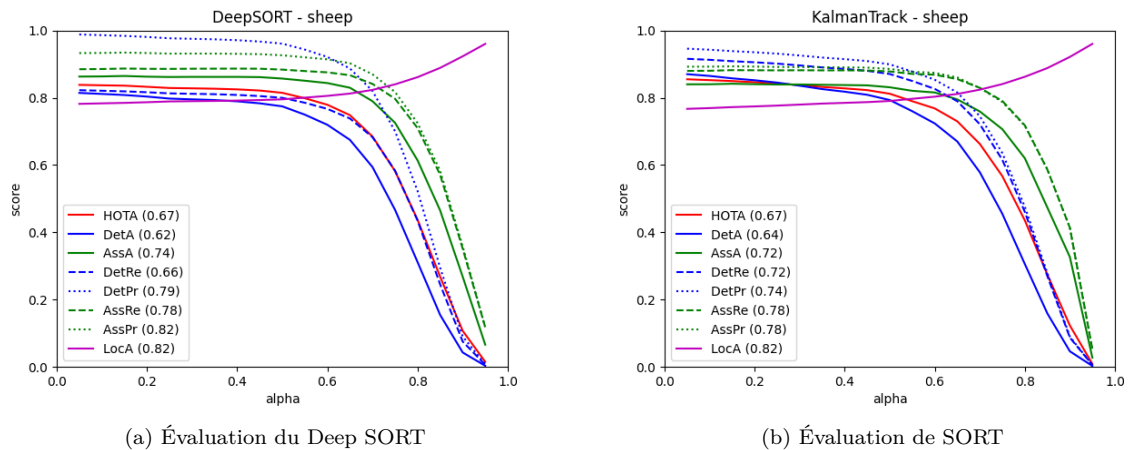 DeepSORT - sheep
1.0
0.8
0.6
0.4
0.2
0.0
score
HOTA (0.67)
DetA (0.62)
AssA (0.74)
DetRe (0.66)
DetPr (0.79)
AssRe (0.78)
AssPr (0.82)
LocA (0.82)
0.0 0.2 0.4 0.6 0.8 1.0
alpha
(a) Évaluation du Deep SORT
KalmanTrack - sheep
1.0
0.8
0.6
0.4
0.2
0.0
score
HOTA (0.67)
DetA (0.64)
AssA (0.72)
DetRe (0.72)
DetPr (0.74)
AssRe (0.78)
AssPr (0.78)
LocA (0.82)
0.0 0.2 0.4 0.6 0.8 1.0
alpha
(b) Évaluation de SORT